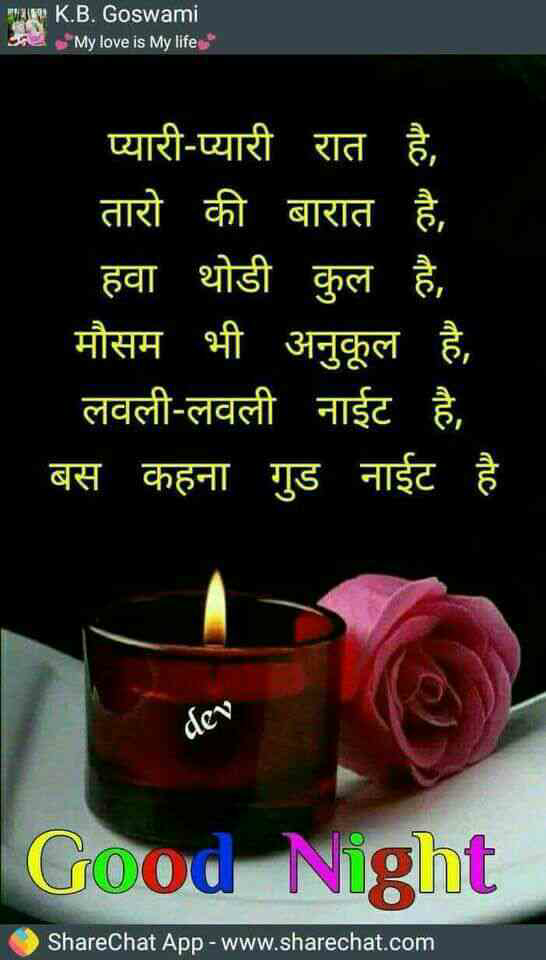 K.B. Goswami
My love is My life
प्यारी-प्यारी रात है,
तारो की बारात है,
हवा थोडी कुल है,
मौसम भी अनुकूल है,
लवली-लवली नाईट है,
बस कहना गुड नाईट है
dev
Good Night
ShareChat App - www.sharechat.com